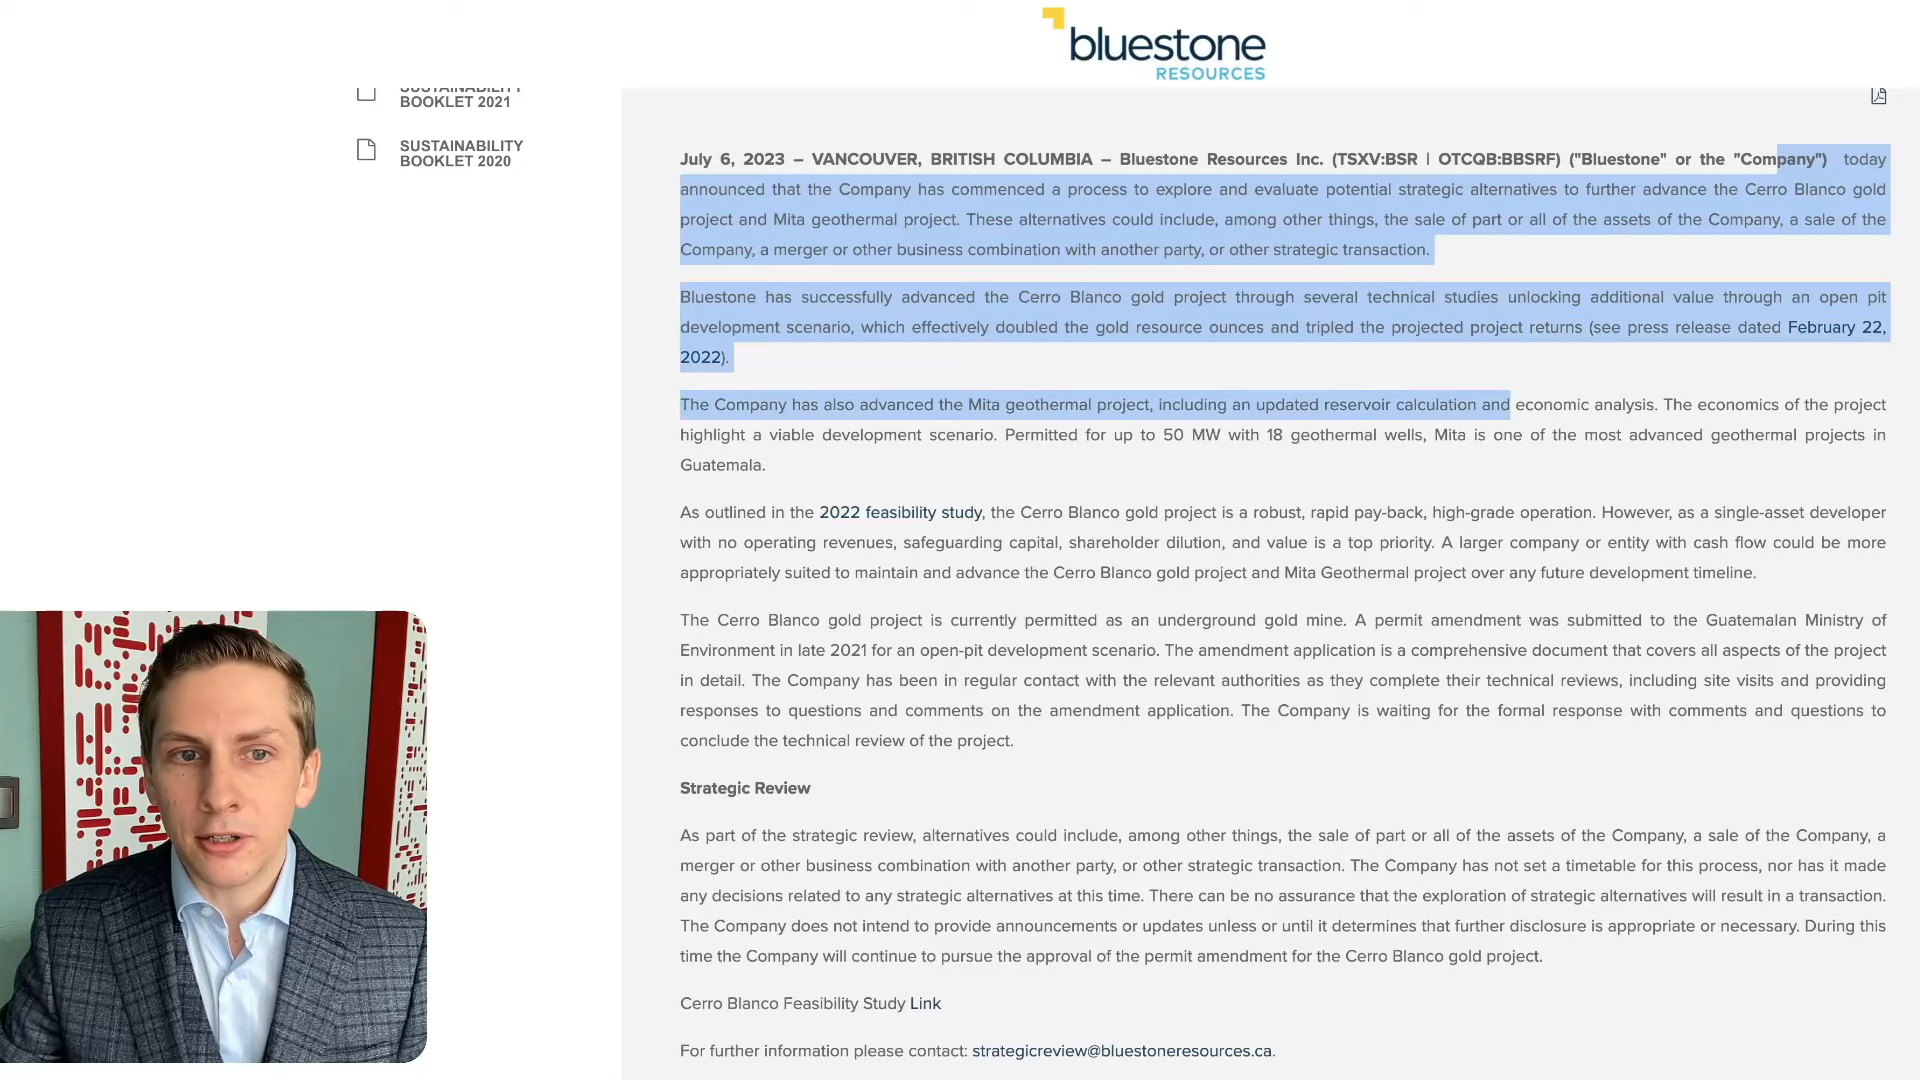 bluestone
RESOURCES
SUSTAINABILITY
BOOKLET 2021
SUSTAINABILITY
BOOKLET 2020
July 6, 2023 – VANCOUVER, BRITISH COLUMBIA – Bluestone Resources Inc. (TSXV:BSR | OTCQB:BBSRF) ("Bluestone" or the "Company") today
announced that the Company has commenced a process to explore and evaluate potential strategic alternatives to further advance the Cerro Blanco gold
project and Mita geothermal project. These alternatives could include, among other things, the sale of part or all of the assets of the Company, a sale of the
Company, a merger or other business combination with another party, or other strategic transaction.
Bluestone has successfully advanced the Cerro Blanco gold project through several technical studies unlocking additional value through an open pit
development scenario, which effectively doubled the gold resource ounces and tripled the projected project returns (see press release dated February 22,
2022).
The Company has also advanced the Mita geothermal project, including an updated reservoir calculation and economic analysis. The economics of the project
highlight a viable development scenario. Permitted for up to 50 MW with 18 geothermal wells, Mita is one of the most advanced geothermal projects in
Guatemala.
As outlined in the 2022 feasibility study, the Cerro Blanco gold project is a robust, rapid pay-back, high-grade operation. However, as a single-asset developer
with no operating revenues, safeguarding capital, shareholder dilution, and value is a top priority. A larger company or entity with cash flow could be more
appropriately suited to maintain and advance the Cerro Blanco gold project and Mita Geothermal project over any future development timeline.
The Cerro Blanco gold project is currently permitted as an underground gold mine. A permit amendment was submitted to the Guatemalan Ministry of
Environment in late 2021 for an open-pit development scenario. The amendment application is a comprehensive document that covers all aspects of the project
in detail. The Company has been in regular contact with the relevant authorities as they complete their technical reviews, including site visits and providing
responses to questions and comments on the amendment application. The Company is waiting for the formal response with comments and questions to
conclude the technical review of the project.
Strategic Review
As part of the strategic review, alternatives could include, among other things, the sale of part or all of the assets of the Company, a sale of the Company, a
merger or other business combination with another party, or other strategic transaction. The Company has not set a timetable for this process, nor has it made
any decisions related to any strategic alternatives at this time. There can be no assurance that the exploration of strategic alternatives will result in a transaction.
The Company does not intend to provide announcements or updates unless or until it determines that further disclosure is appropriate or necessary. During this
time the Company will continue to pursue the approval of the permit amendment for the Cerro Blanco gold project.
Cerro Blanco Feasibility Study Link
For further information please contact: strategicreview@bluestoneresources.ca.